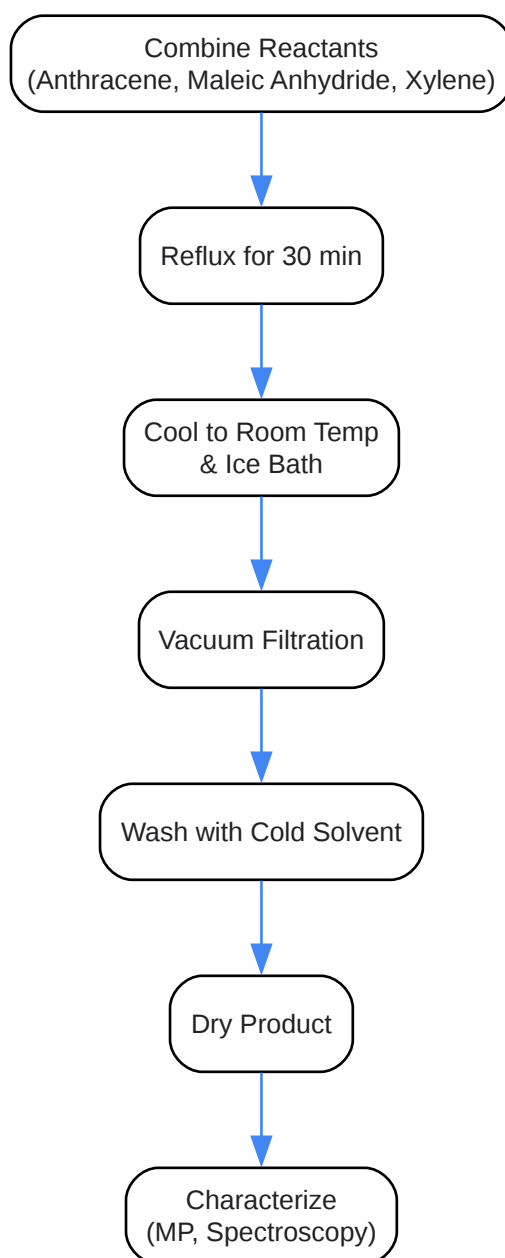 Combine Reactants
(Anthracene, Maleic Anhydride, Xylene)
Reflux for 30 min
Cool to Room Temp
& Ice Bath
Vacuum Filtration
Wash with Cold Solvent
Dry Product
Characterize
(MP, Spectroscopy)